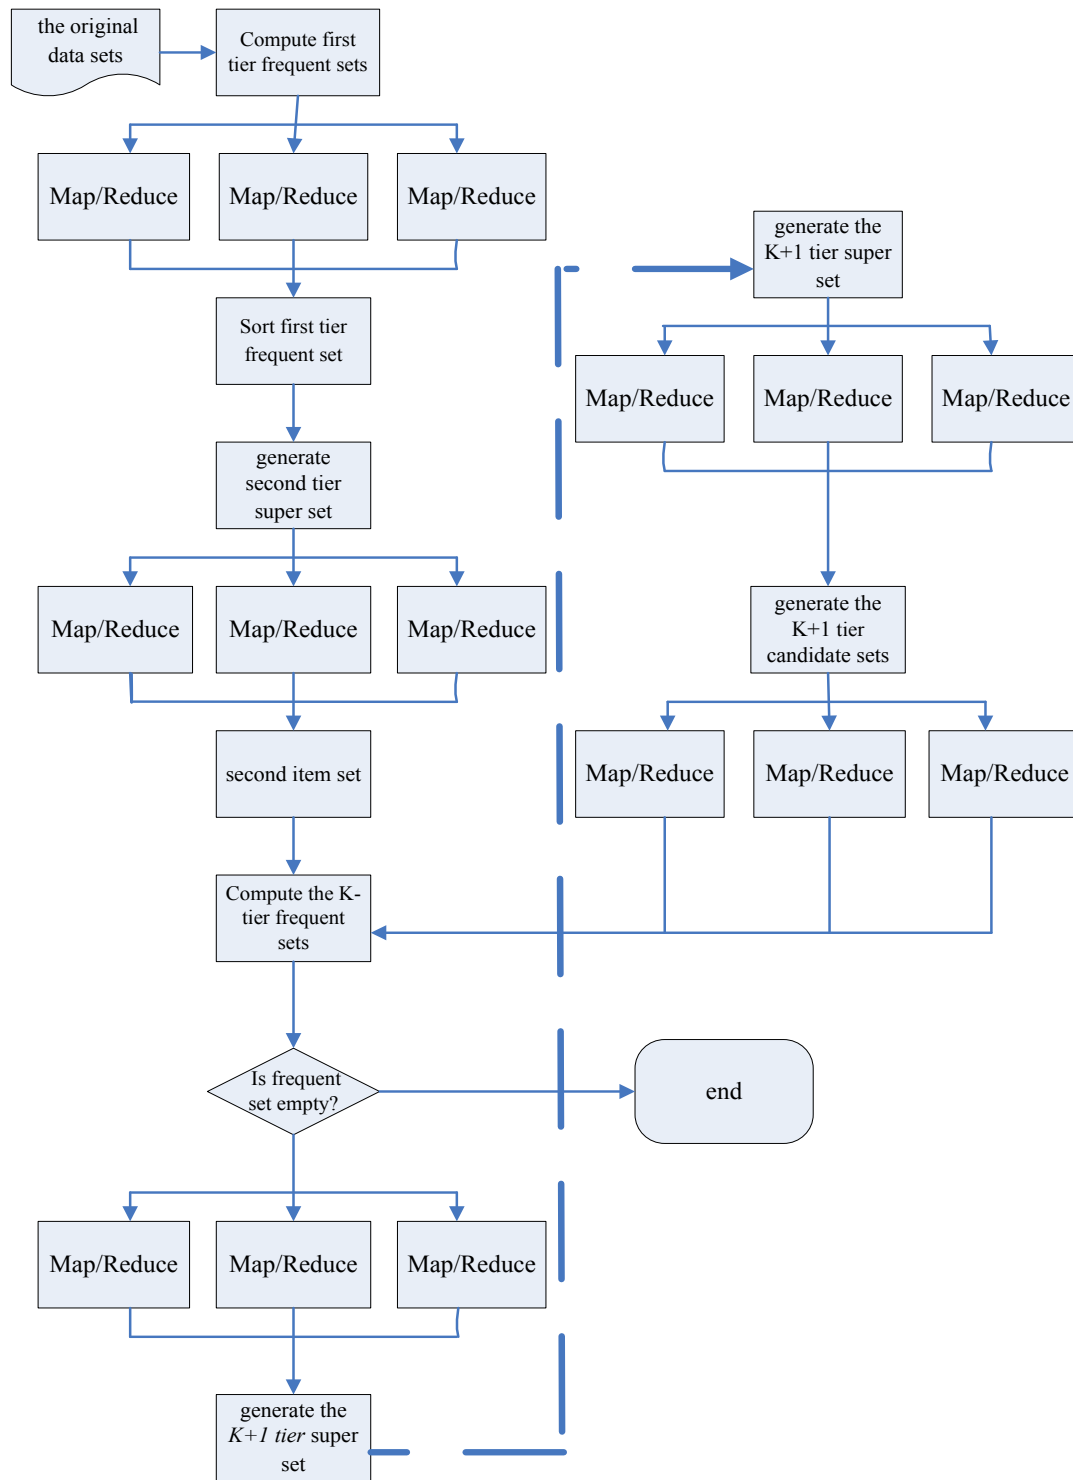 the original
data sets
Compute first
tier frequent sets
Map/Reduce
Map/Reduce
Map/Reduce
Sort first tier
frequent set
generate
second tier
super set
Map/Reduce
Map/Reduce
Map/Reduce
second item set
Compute the K-
tier frequent
sets
Is frequent
set empty?
end
Map/Reduce
Map/Reduce
Map/Reduce
generate the
K+1 tier super
set
generate the
K+1 tier super
set
Map/Reduce
Map/Reduce
Map/Reduce
generate the
K+1 tier
candidate sets
Map/Reduce
Map/Reduce
Map/Reduce